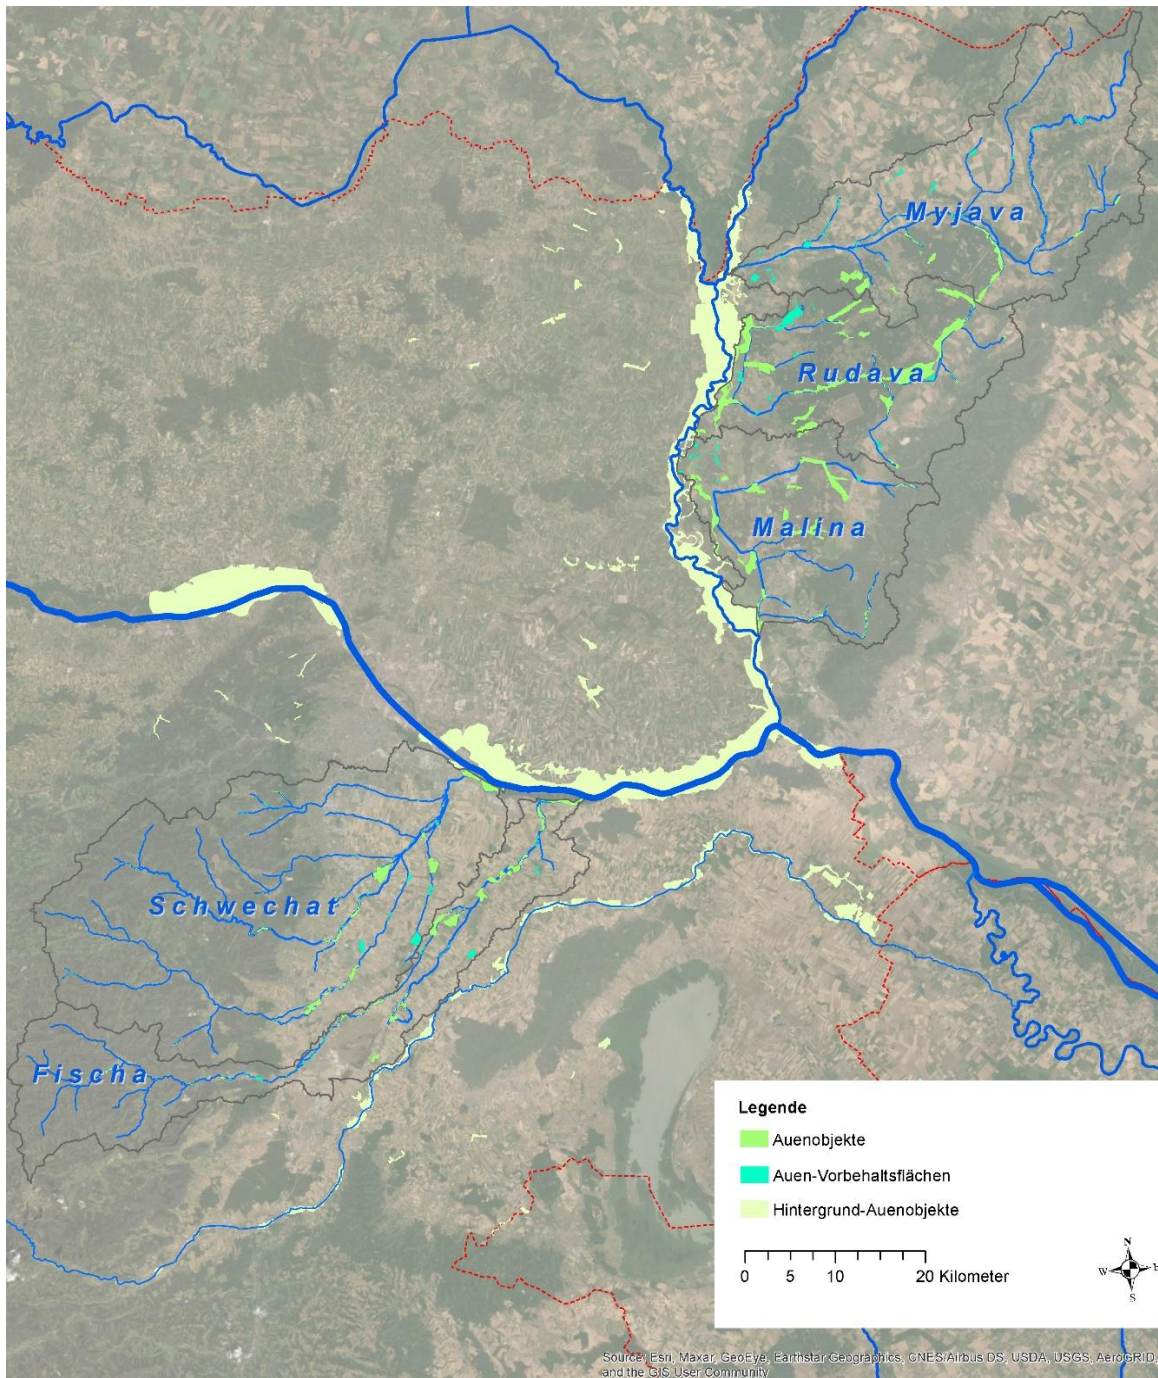 Myjava
Rudava
Malina
Schwechat
Fischa
Legende
Auenobjekte
Auen-Vorbehaltsflächen
Hintergrund-Auenobjekte
0 5 10 20 Kilometer
N
W
S
Source: Esri, Maxar, GeoEye, Earthstar Geographics, CNES/Airbus DS, USDA, USGS, AeroGRID,
and the GIS User Community